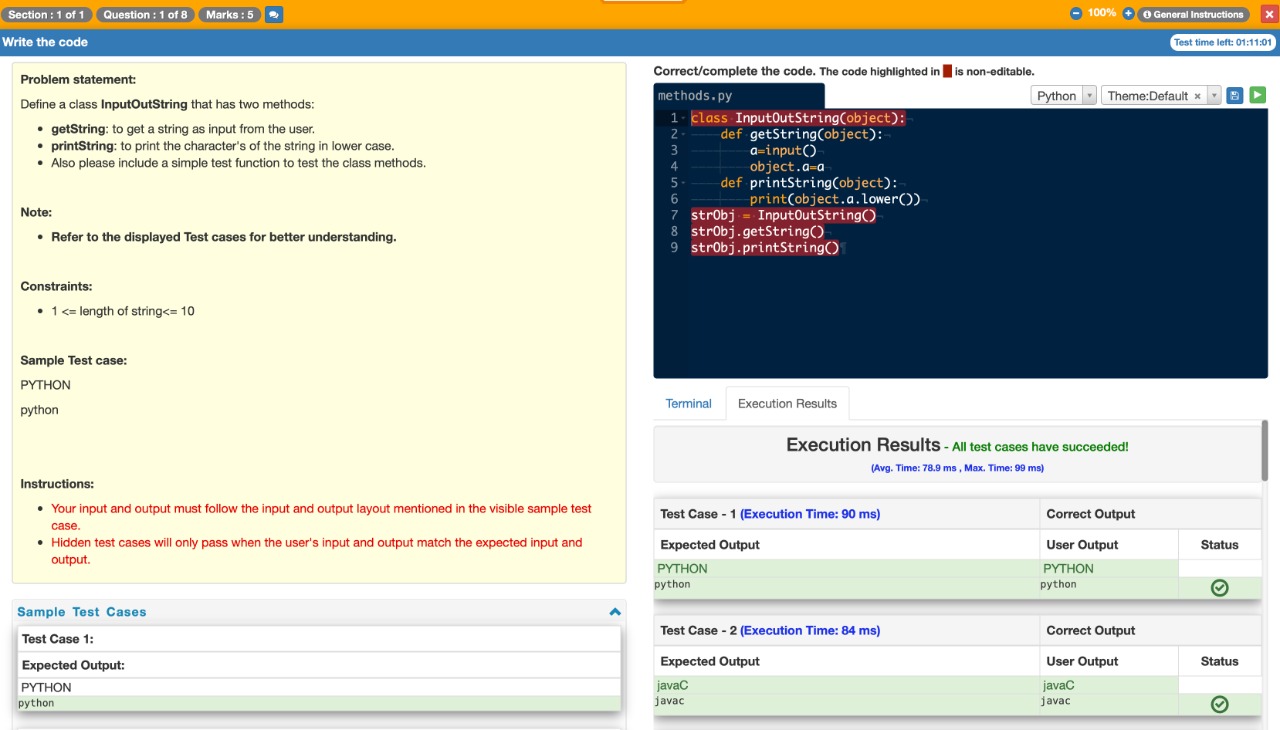 Section : 1 of 1 Question : 1 of 8 Marks : 5 100% General Instructions
Write the code Test time left: 01:11:01
Problem statement:
Define a class InputOutString that has two methods:
• getString: to get a string as input from the user.
• printString: to print the character's of the string in lower case.
• Also please include a simple test function to test the class methods.
Note:
• Refer to the displayed Test cases for better understanding.
Constraints:
• 1 <= length of string<= 10
Sample Test case:
PYTHON
python
Instructions:
• Your input and output must follow the input and output layout mentioned in the visible sample test
case.
• Hidden test cases will only pass when the user's input and output match the expected input and
output.
Sample Test Cases
Test Case 1:
Expected Output:
PYTHON
python
Correct/complete the code. The code highlighted in is non-editable.
methods.py Python Theme:Default ×
1 class InputOutString(object):
2 def getString(object):
3 a=input()
4 object.a=a
5 def printString(object):
6 print(object.a.lower())
7 strObj = InputOutString()
8 strObj.getString()
9 strObj.printString()
Terminal Execution Results
Execution Results - All test cases have succeeded!
(Avg. Time: 78.9 ms , Max. Time: 99 ms)
Test Case - 1 (Execution Time: 90 ms) Correct Output
Expected Output User Output Status
PYTHON PYTHON
python python
Test Case - 2 (Execution Time: 84 ms) Correct Output
Expected Output User Output Status
javaC javaC
javac javac